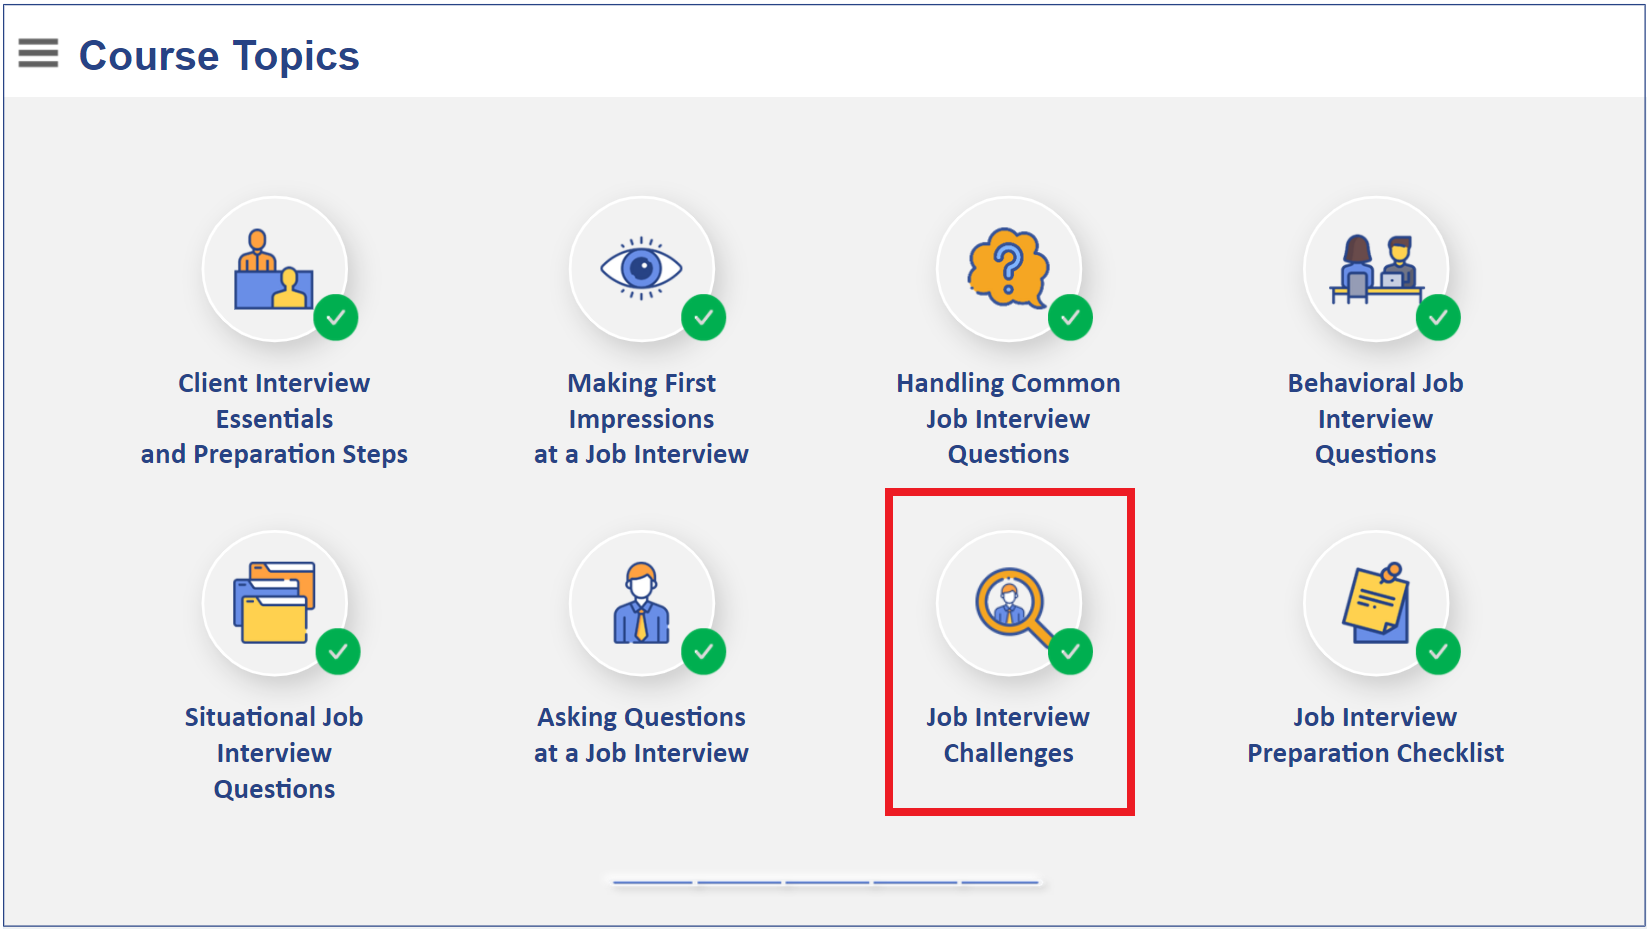 Course Topics
Client Interview
Essentials
and Preparation Steps
Making First
Impressions
at a Job Interview
Handling Common
Job Interview
Questions
Behavioral Job
Interview
Questions
Situational Job
Interview
Questions
Asking Questions
at a Job Interview
Job Interview
Challenges
Job Interview
Preparation Checklist